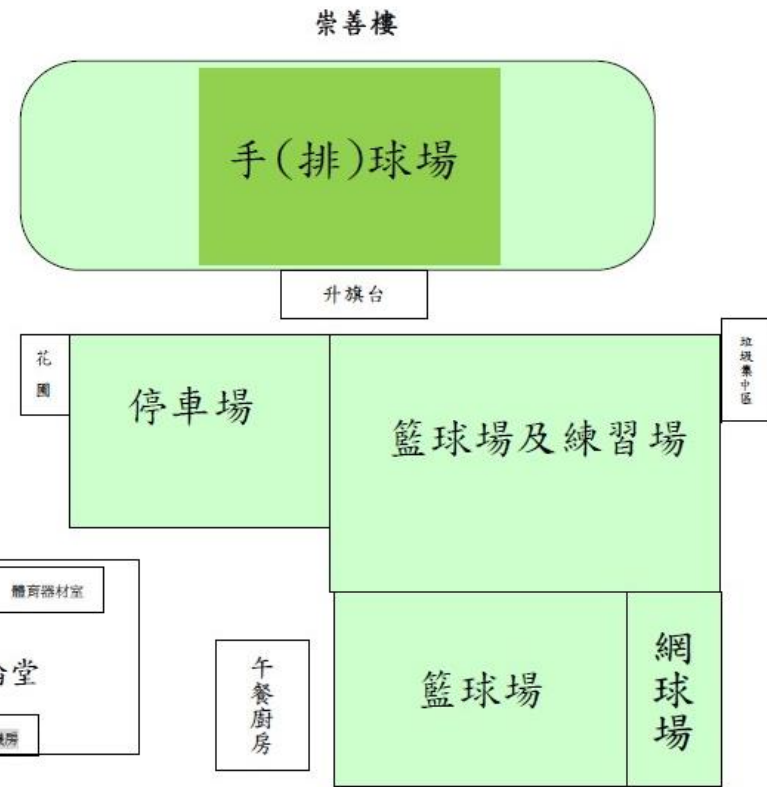 崇善樓
手(排)球場
升旗台
花園
停車場
籃球場及練習場
垃圾集中區
體育器材室
堂
午餐廚房
籃球場
網球場
房